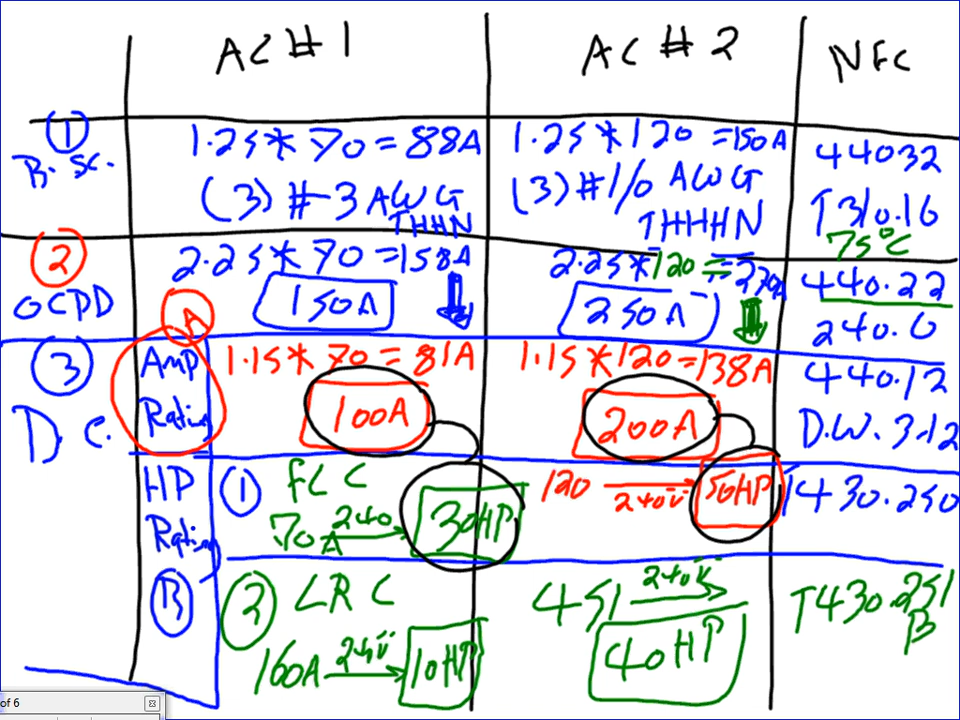 AC # 1
AC # 2
NEC
1
B. SC.
1.25 * 70 = 88A
(3) # 3 AWG
THHN
1.25 * 120 = 150A
(3) # 1/0 AWG
THHN
440.32
T310.16
75°C
2
OCPD
2.25 * 70 = 158A
150A
2.25 * 120 = 270A
250A
440.22
240.6
3
D.C.
A
Amp
Rating
1.15 * 70 = 81A
100A
1.15 * 120 = 138A
200A
440.12
D.W. 3.12
HP
Rating
B
1
FLC
70A 240 30HP
120 240V 50HP
T430.250
2
LRC
160A 240V 10HP
451 240V
40HP
T430.251
B
of 6